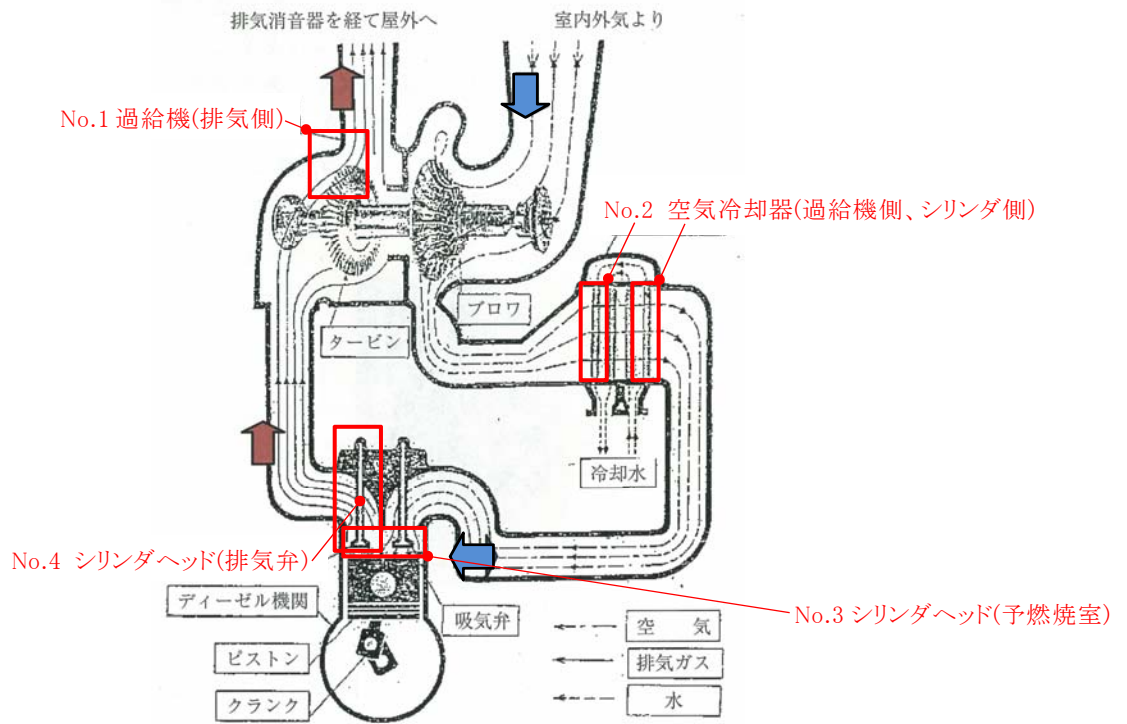 排気消音器を経て屋外へ
室内外気より
No.1 過給機(排気側)
No.2 空気冷却器(過給機側、シリンダ側)
ブロワ
タービン
冷却水
No.4 シリンダヘッド(排気弁)
ディーゼル機関
吸気弁
No.3 シリンダヘッド(予燃焼室)
空 気
ピストン
排気ガス
クランク
水